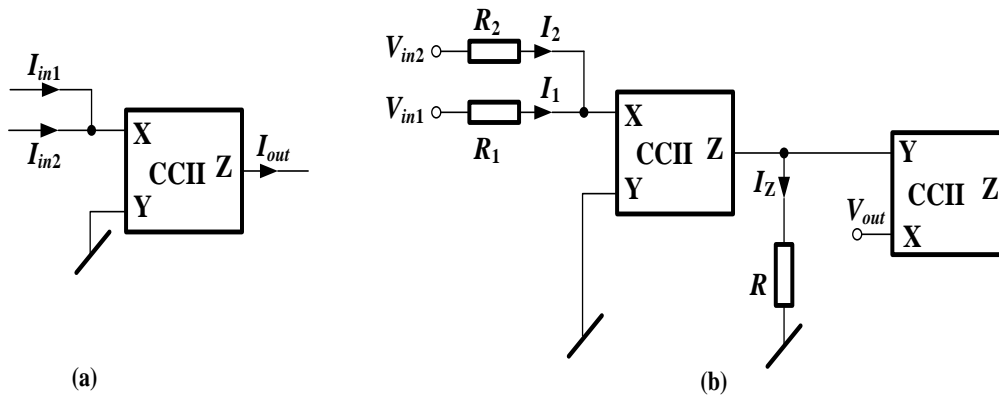 I_in1
I_in2
X
CCII
Z
Y
I_out
(a)
R_2
I_2
V_in2
V_in1
I_1
R_1
X
CCII
Z
Y
I_Z
R
Y
CCII
Z
V_out
X
(b)